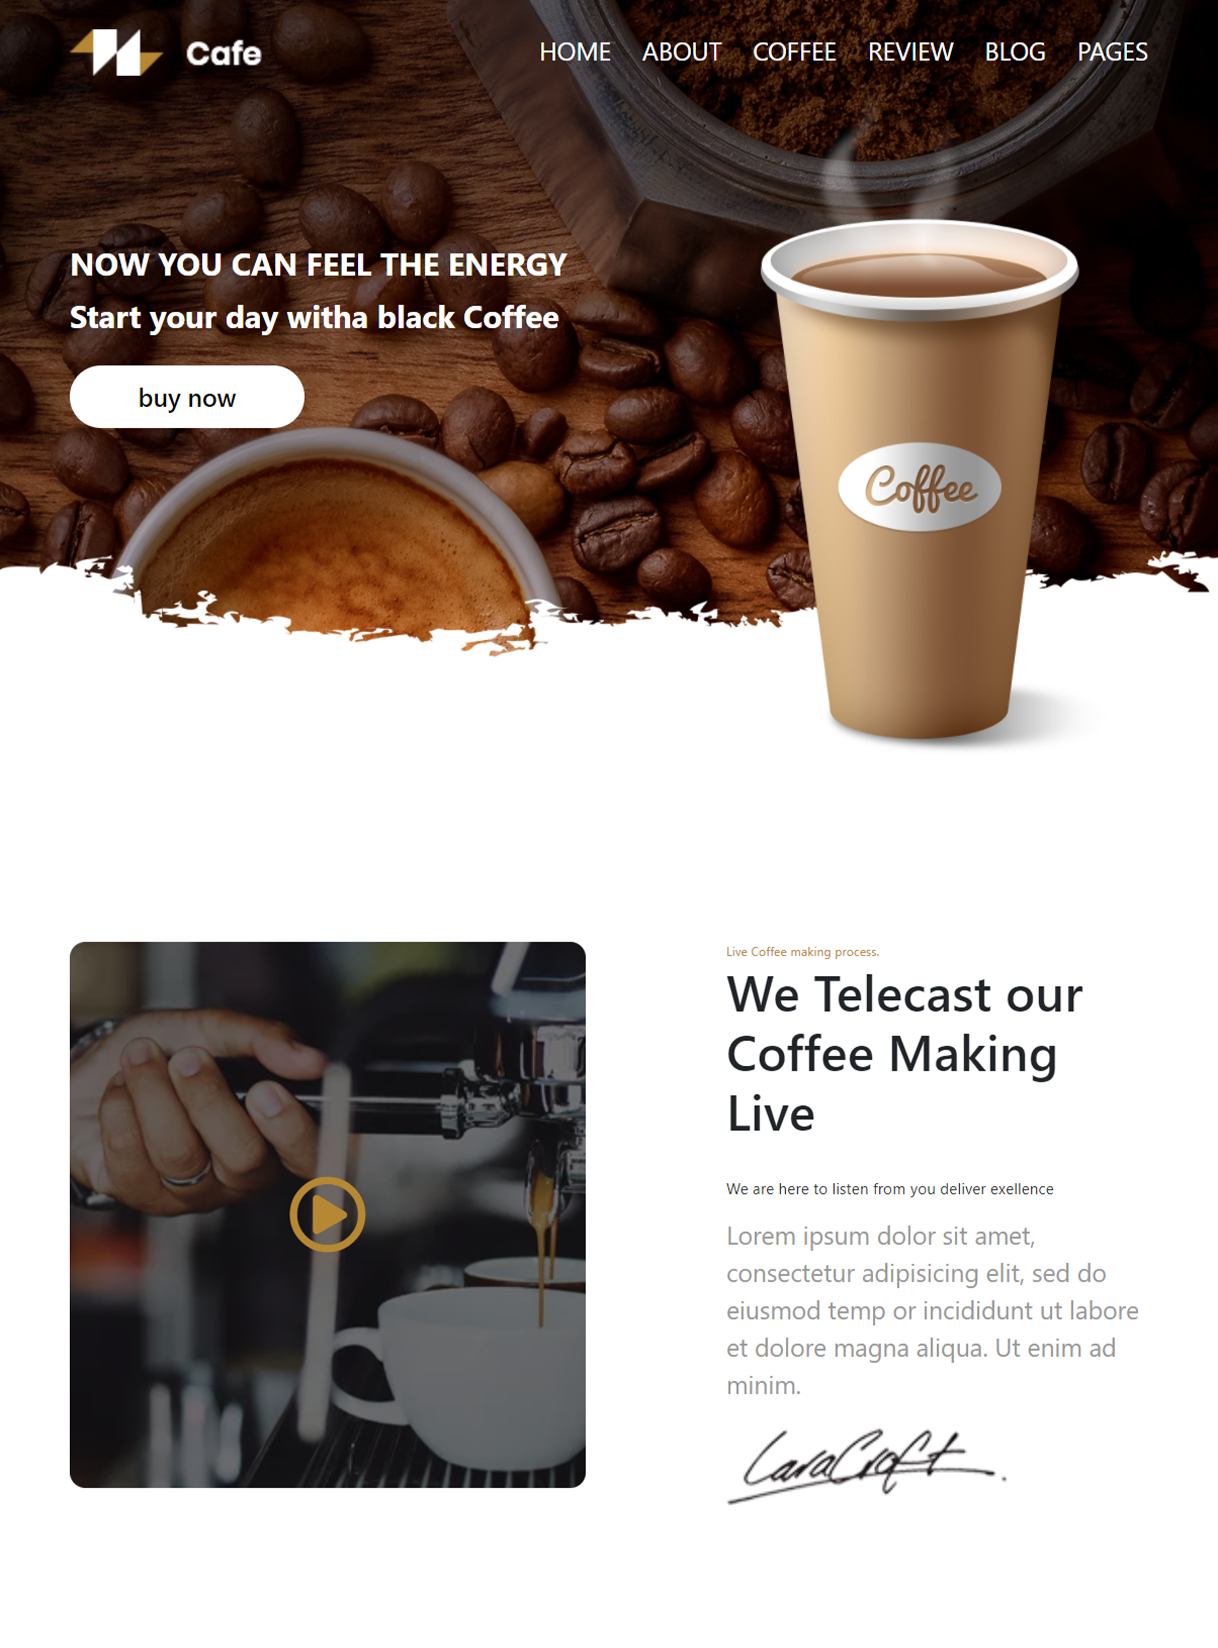 Cafe
HOME ABOUT COFFEE REVIEW BLOG PAGES
NOW YOU CAN FEEL THE ENERGY
Start your day witha black Coffee
buy now
Coffee
Live Coffee making process.
We Telecast our
Coffee Making
Live
We are here to listen from you deliver exellence
Lorem ipsum dolor sit amet,
consectetur adipisicing elit, sed do
eiusmod temp or incididunt ut labore
et dolore magna aliqua. Ut enim ad
minim.
LaraCroft